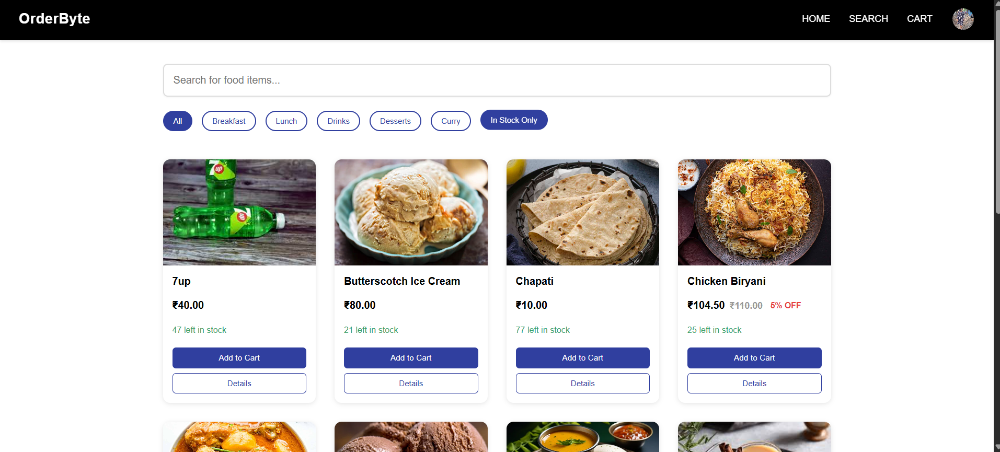 OrderByte
HOME SEARCH CART
Search for food items...
All Breakfast Lunch Drinks Desserts Curry In Stock Only
7up
7up
7up Butterscotch Ice Cream Chapati Chicken Biryani
₹40.00 ₹80.00 ₹10.00 ₹104.50 ₹110.00 5% OFF
47 left in stock 21 left in stock 77 left in stock 25 left in stock
Add to Cart Add to Cart Add to Cart Add to Cart
Details Details Details Details